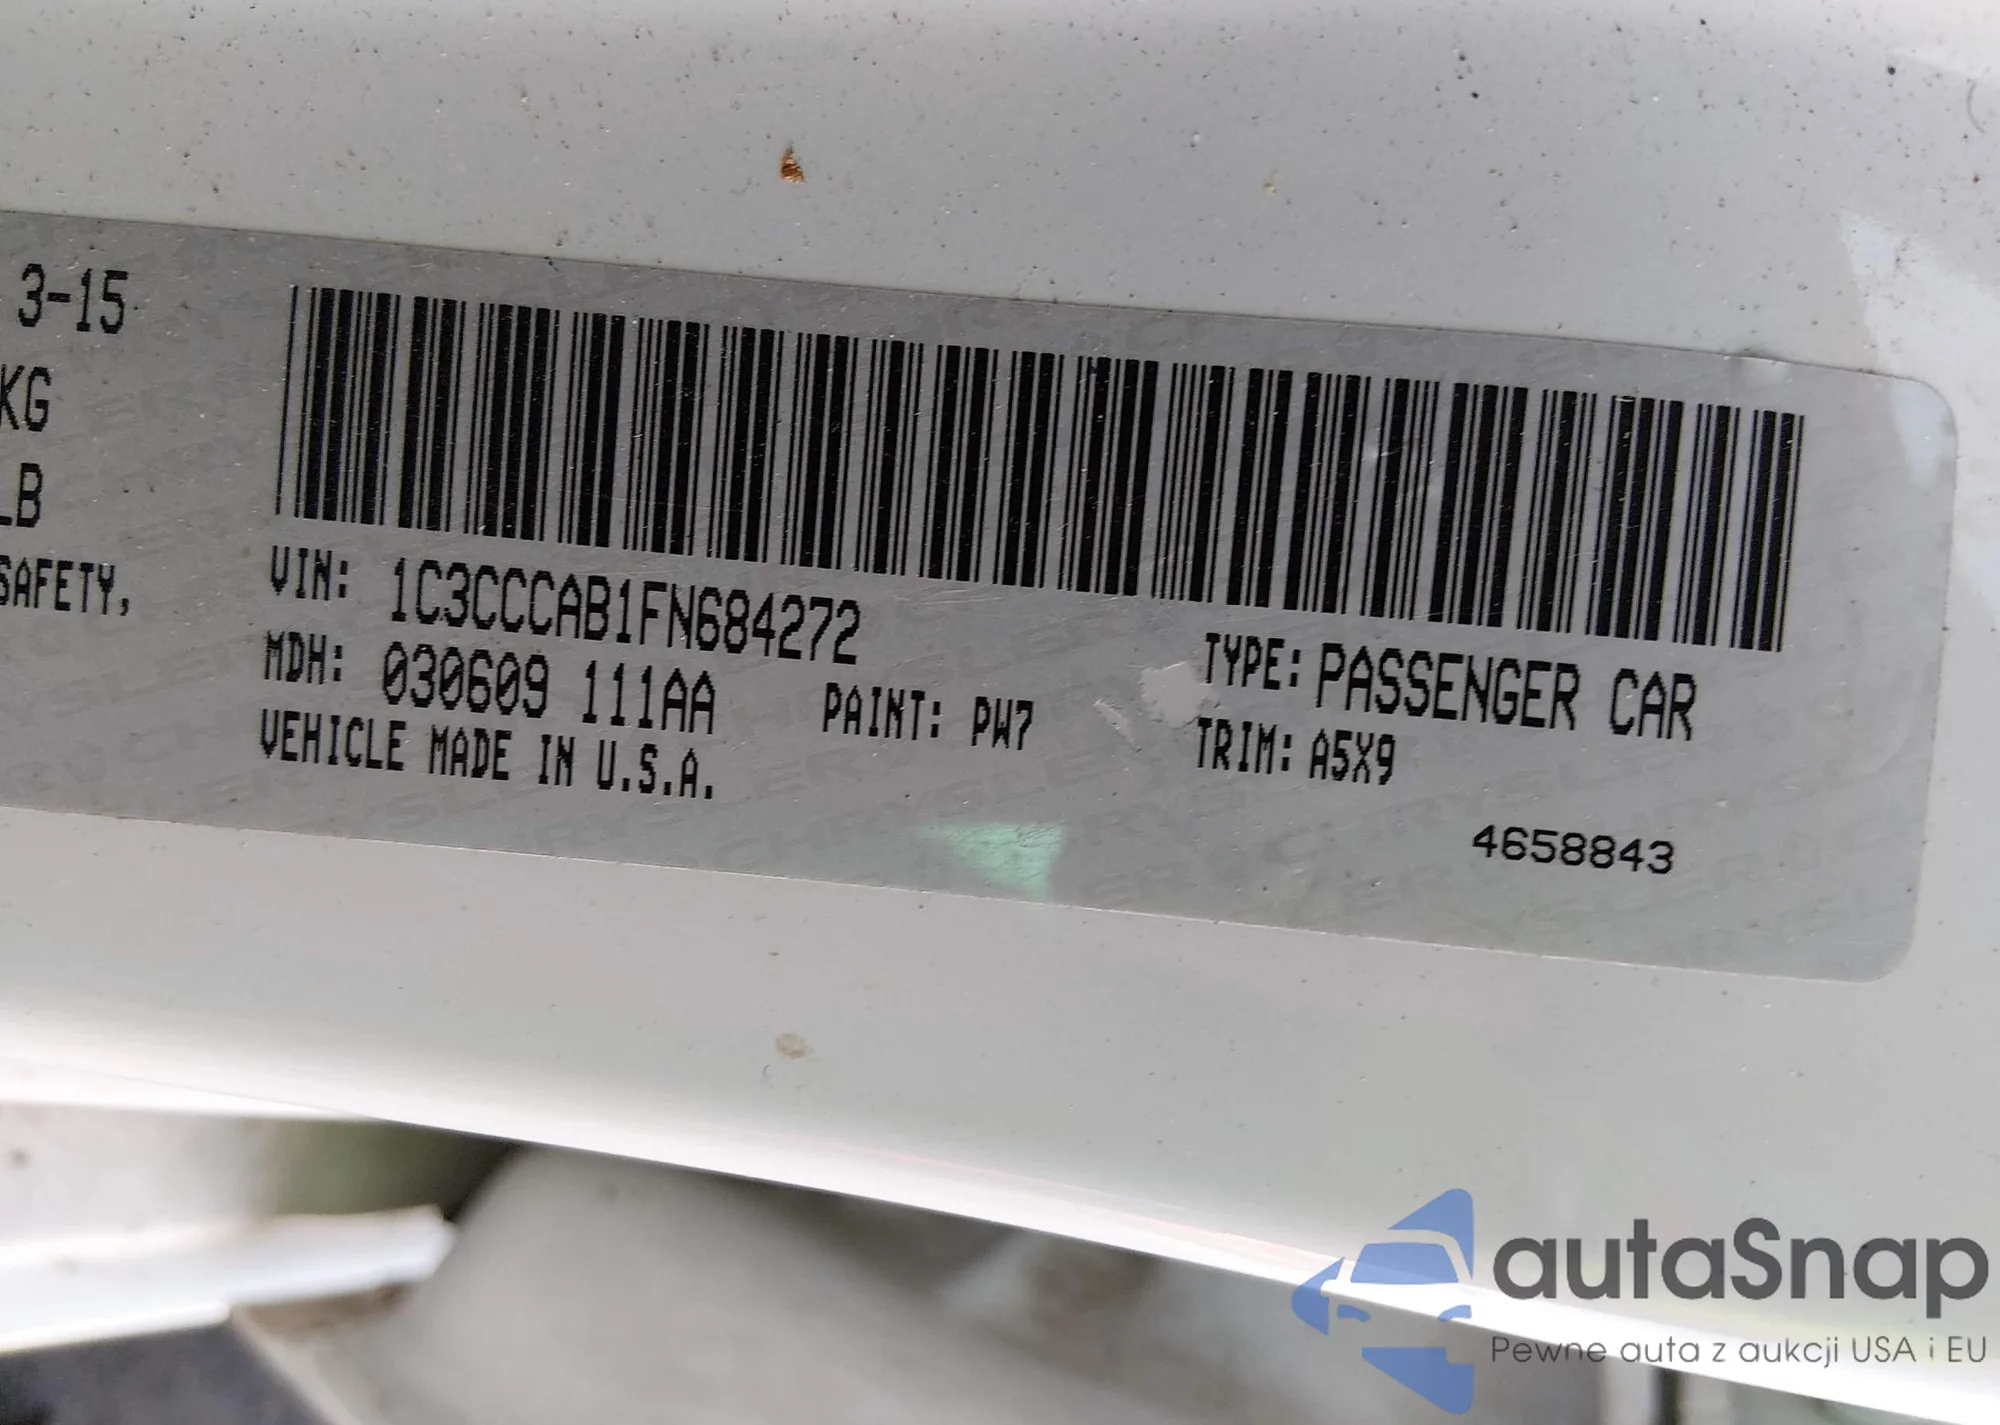 3-15
KG
LB
SAFETY,
VIN: 1C3CCCAB1FN684272
MDH: 030609 111AA
PAINT: PW7
VEHICLE MADE IN U.S.A.
TYPE: PASSENGER CAR
TRIM: A5X9
4658843
autaSnap
Pewne auta z aukcji USA i EU